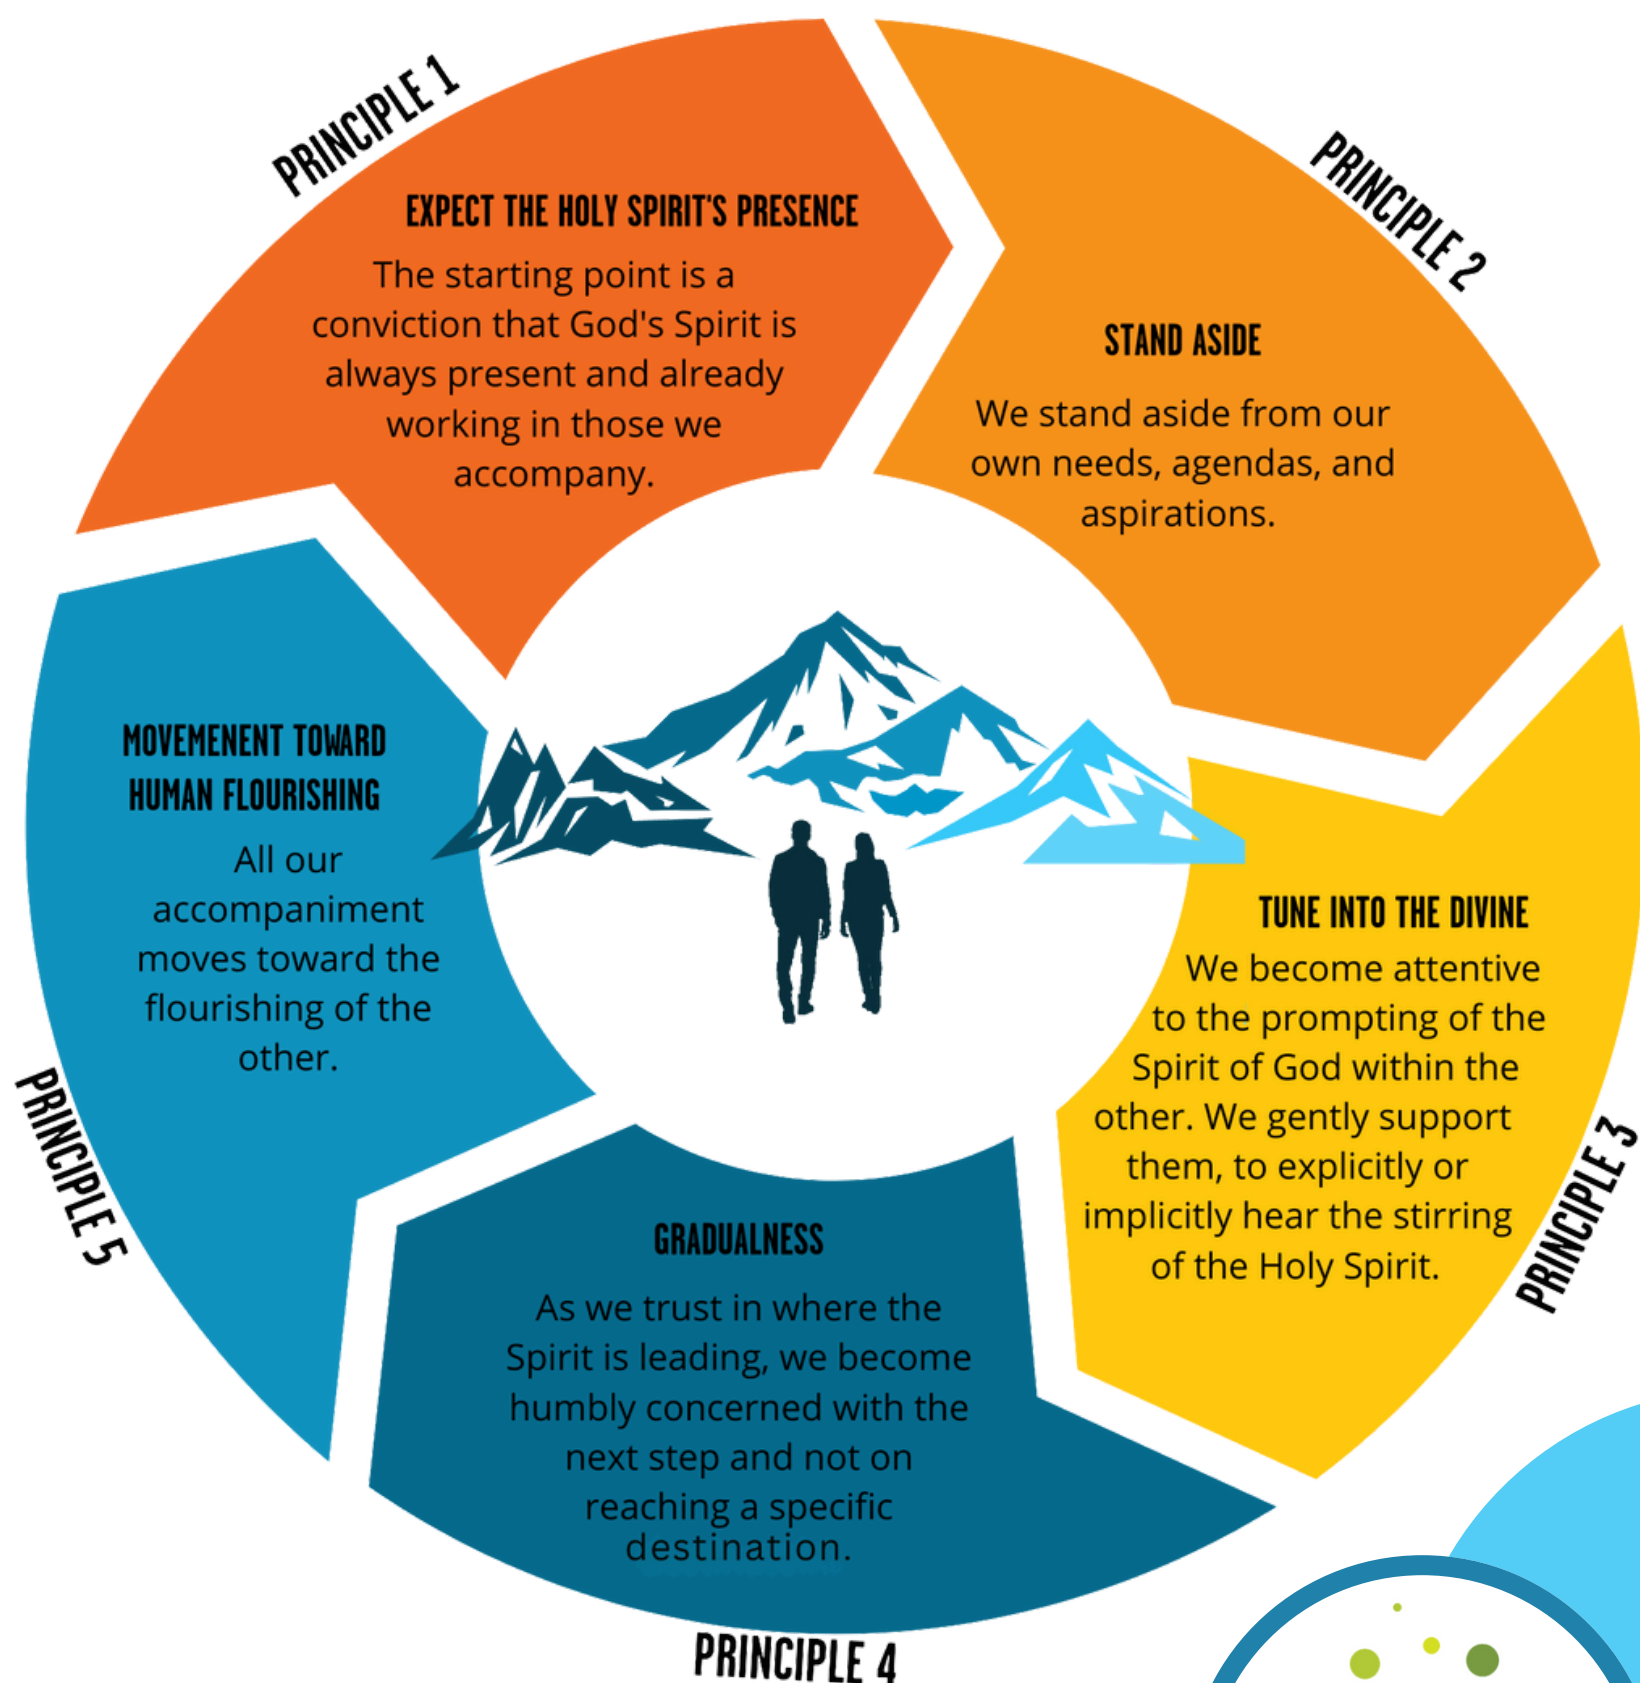 PRINCIPLE 1
EXPECT THE HOLY SPIRIT'S PRESENCE
The starting point is a
conviction that God's Spirit is
always present and already
working in those we
accompany.
PRINCIPLE 2
STAND ASIDE
We stand aside from our
own needs, agendas, and
aspirations.
PRINCIPLE 3
TUNE INTO THE DIVINE
We become attentive
to the prompting of the
Spirit of God within the
other. We gently support
them, to explicitly or
implicitly hear the stirring
of the Holy Spirit.
PRINCIPLE 4
GRADUALNESS
As we trust in where the
Spirit is leading, we become
humbly concerned with the
next step and not on
reaching a specific
destination.
PRINCIPLE 5
MOVEMENENT TOWARD
HUMAN FLOURISHING
All our
accompaniment
moves toward the
flourishing of the
other.